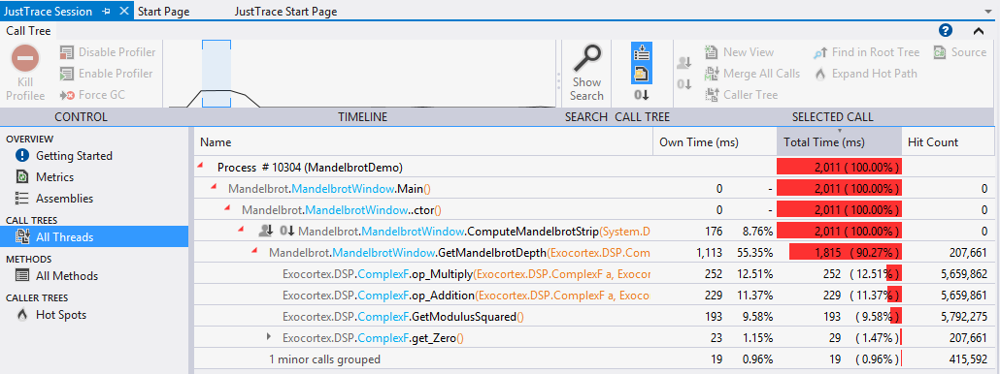 JustTrace Session Start Page JustTrace Start Page
Call Tree
Kill Profilee
Disable Profiler
Enable Profiler
Force GC
Show Search
New View
Merge All Calls
Caller Tree
Find in Root Tree
Expand Hot Path
Source
CONTROL TIMELINE SEARCH CALL TREE SELECTED CALL
OVERVIEW
Getting Started
Metrics
Assemblies
CALL TREES
All Threads
METHODS
All Methods
CALLER TREES
Hot Spots
Name Own Time (ms) Total Time (ms) Hit Count
Process # 10304 (MandelbrotDemo) 2,011 ( 100.00% )
Mandelbrot.MandelbrotWindow.Main() 0 - 2,011 ( 100.00% ) 0
Mandelbrot.MandelbrotWindow..ctor() 0 - 2,011 ( 100.00% ) 0
Mandelbrot.MandelbrotWindow.ComputeMandelbrotStrip(System.D 176 8.76% 2,011 ( 100.00% ) 0
Mandelbrot.MandelbrotWindow.GetMandelbrotDepth(Exocortex.DSP.Com 1,113 55.35% 1,815 ( 90.27% ) 207,661
Exocortex.DSP.ComplexF.op_Multiply(Exocortex.DSP.ComplexF a, Exocor 252 12.51% 252 ( 12.51% ) 5,659,862
Exocortex.DSP.ComplexF.op_Addition(Exocortex.DSP.ComplexF a, Exocor 229 11.37% 229 ( 11.37% ) 5,659,861
Exocortex.DSP.ComplexF.GetModulusSquared() 193 9.58% 193 ( 9.58% ) 5,792,275
Exocortex.DSP.ComplexF.get_Zero() 23 1.15% 29 ( 1.47% ) 207,661
1 minor calls grouped 19 0.96% 19 ( 0.96% ) 415,592